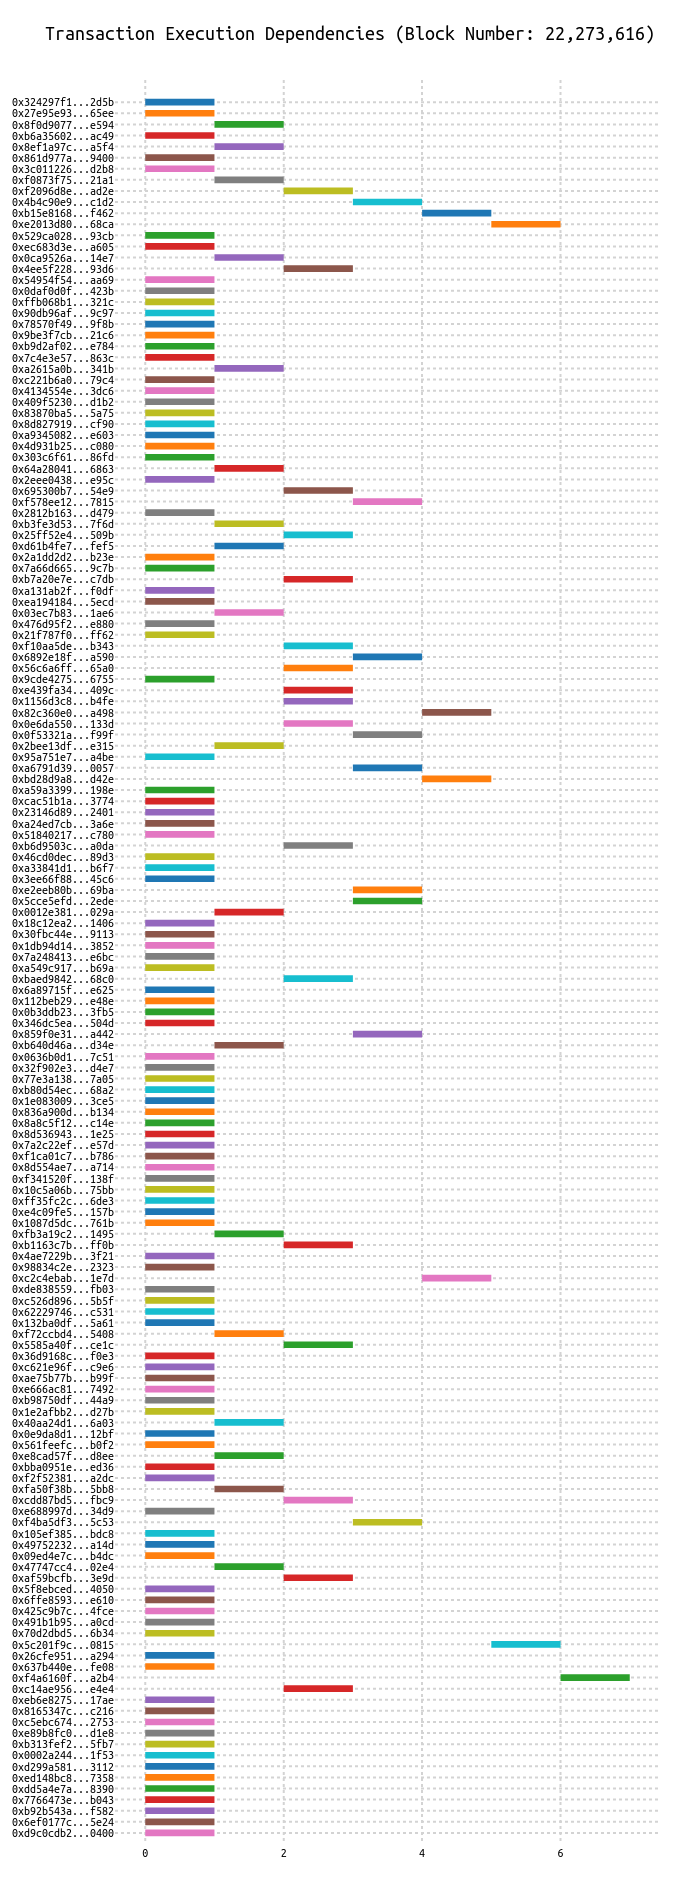 Transaction Execution Dependencies (Block Number: 22,273,616)
0x324297f1...2d5b
0x27e95e93...65ee
0x8f0d9077...e594
0xb6a35602...ac49
0x8ef1a97c...a5f4
0x861d977a...9400
0x3c011226...d2b8
0xf0873f75...21a1
0xf2096d8e...ad2e
0x4b4c90e9...c1d2
0xb15e8168...f462
0xe2013d80...68ca
0x529ca028...93cb
0xec683d3e...a605
0x0ca9526a...14e7
0x4ee5f228...93d6
0x54954f54...aa69
0x0daf0d0f...423b
0xffb068b1...321c
0x90db96af...9c97
0x78570f49...9f8b
0x9be3f7cb...21c6
0xb9d2af02...e784
0x7c4e3e57...863c
0xa2615a0b...341b
0xc221b6a0...79c4
0x4134554e...3dc6
0x409f5230...d1b2
0x83870ba5...5a75
0x8d827919...cf90
0xa9345082...e603
0x4d931b25...c080
0x303c6f61...86fd
0x64a28041...6863
0x2eee0438...e95c
0x695300b7...54e9
0xf578ee12...7815
0x2812b163...d479
0xb3fe3d53...7f6d
0x25ff52e4...509b
0xd61b4fe7...fef5
0x2a1dd2d2...b23e
0x7a66d665...9c7b
0xb7a20e7e...c7db
0xa131ab2f...f0df
0xea194184...5ecd
0x03ec7b83...1ae6
0x476d95f2...e880
0x21f787f0...ff62
0xf10aa5de...b343
0x6892e18f...a590
0x56c6a6ff...65a0
0x9cde4275...6755
0xe439fa34...409c
0x1156d3c8...b4fe
0x82c360e0...a498
0x0e6da550...133d
0x0f53321a...f99f
0x2bee13df...e315
0x95a751e7...a4be
0xa6791d39...0057
0xbd28d9a8...d42e
0xa59a3399...198e
0xcac51b1a...3774
0x23146d89...2401
0xa24ed7cb...3a6e
0x51840217...c780
0xb6d9503c...a0da
0x46cd0dec...89d3
0xa33841d1...b6f7
0x3ee66f88...45c6
0xe2eeb80b...69ba
0x5cce5efd...2ede
0x0012e381...029a
0x18c12ea2...1406
0x30fbc44e...9113
0x1db94d14...3852
0x7a248413...e6bc
0xa549c917...b69a
0xbaed9842...68c0
0x6a89715f...e625
0x112beb29...e48e
0x0b3ddb23...3fb5
0x346dc5ea...504d
0x859f0e31...a442
0xb640d46a...d34e
0x0636b0d1...7c51
0x32f902e3...d4e7
0x77e3a138...7a05
0xb80d54ec...68a2
0x1e083009...3ce5
0x836a900d...b134
0x8a8c5f12...c14e
0x8d536943...1e25
0x7a2c22ef...e57d
0xf1ca01c7...b786
0x8d554ae7...a714
0xf341520f...138f
0x10c5a06b...75bb
0xff35fc2c...6de3
0xe4c09fe5...157b
0x1087d5dc...761b
0xfb3a19c2...1495
0xb1163c7b...ff0b
0x4ae7229b...3f21
0x98834c2e...2323
0xc2c4ebab...1e7d
0xde838559...fb03
0xc526d896...5b5f
0x62229746...c531
0x132ba0df...5a61
0xf72ccbd4...5408
0x5585a40f...ce1c
0x36d9168c...f0e3
0xc621e96f...c9e6
0xae75b77b...b99f
0xe666ac81...7492
0xb98750df...44a9
0x1e2afbb2...d27b
0x40aa24d1...6a03
0x0e9da8d1...12bf
0x561feefc...b0f2
0xe8cad57f...d8ee
0xbba0951e...ed36
0xf2f52381...a2dc
0xfa50f38b...5bb8
0xcdd87bd5...fbc9
0xe688997d...34d9
0xf4ba5df3...5c53
0x105ef385...bdc8
0x49752232...a14d
0x09ed4e7c...b4dc
0x47747cc4...02e4
0xaf59bcfb...3e9d
0x5f8ebced...4050
0x6ffe8593...e610
0x425c9b7c...4fce
0x491b1b95...a0cd
0x70d2dbd5...6b34
0x5c201f9c...0815
0x26cfe951...a294
0x637b440e...fe08
0xf4a6160f...a2b4
0xc14ae956...e4e4
0xeb6e8275...17ae
0x8165347c...c216
0xc5ebc674...2753
0xe89b8fc0...d1e8
0xb313fef2...5fb7
0x0002a244...1f53
0xd299a581...3112
0xed148bc8...7358
0xdd5a4e7a...8390
0x7766473e...b043
0xb92b543a...f582
0x6ef0177c...5e24
0xd9c0cdb2...0400
0 2 4 6